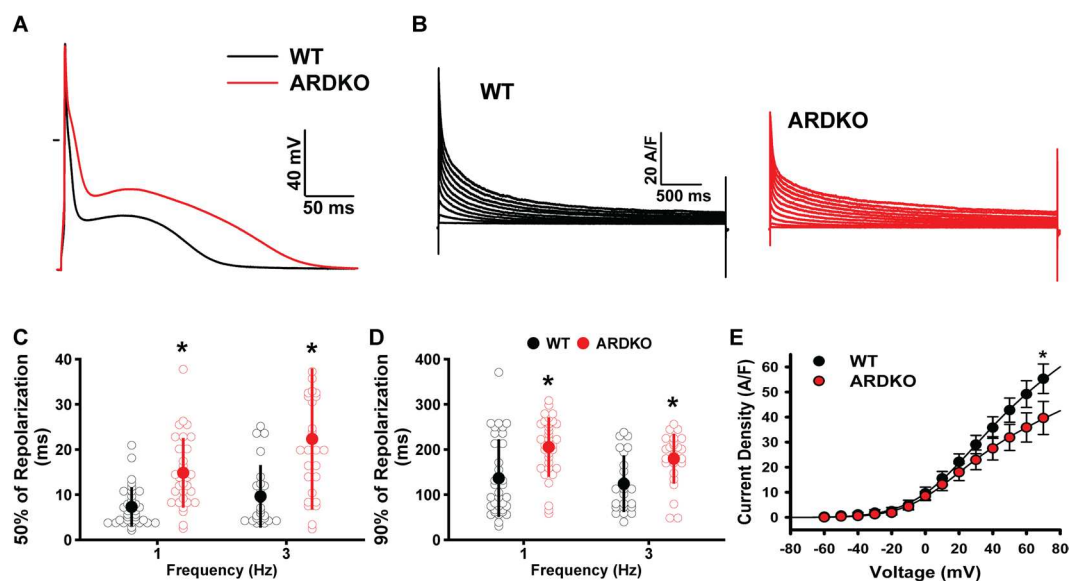 A
WT
ARDKO
40 mV
50 ms
B
WT
20 A/F
500 ms
ARDKO
C
50% of Repolarization
(ms)
40
30
20
10
0
*
*
1
3
Frequency (Hz)
D
WT
ARDKO
90% of Repolarization
(ms)
400
300
200
100
0
*
*
1
3
Frequency (Hz)
E
WT
ARDKO
*
Current Density (A/F)
60
50
40
30
20
10
0
-80
-60
-40
-20
0
20
40
60
80
Voltage (mV)